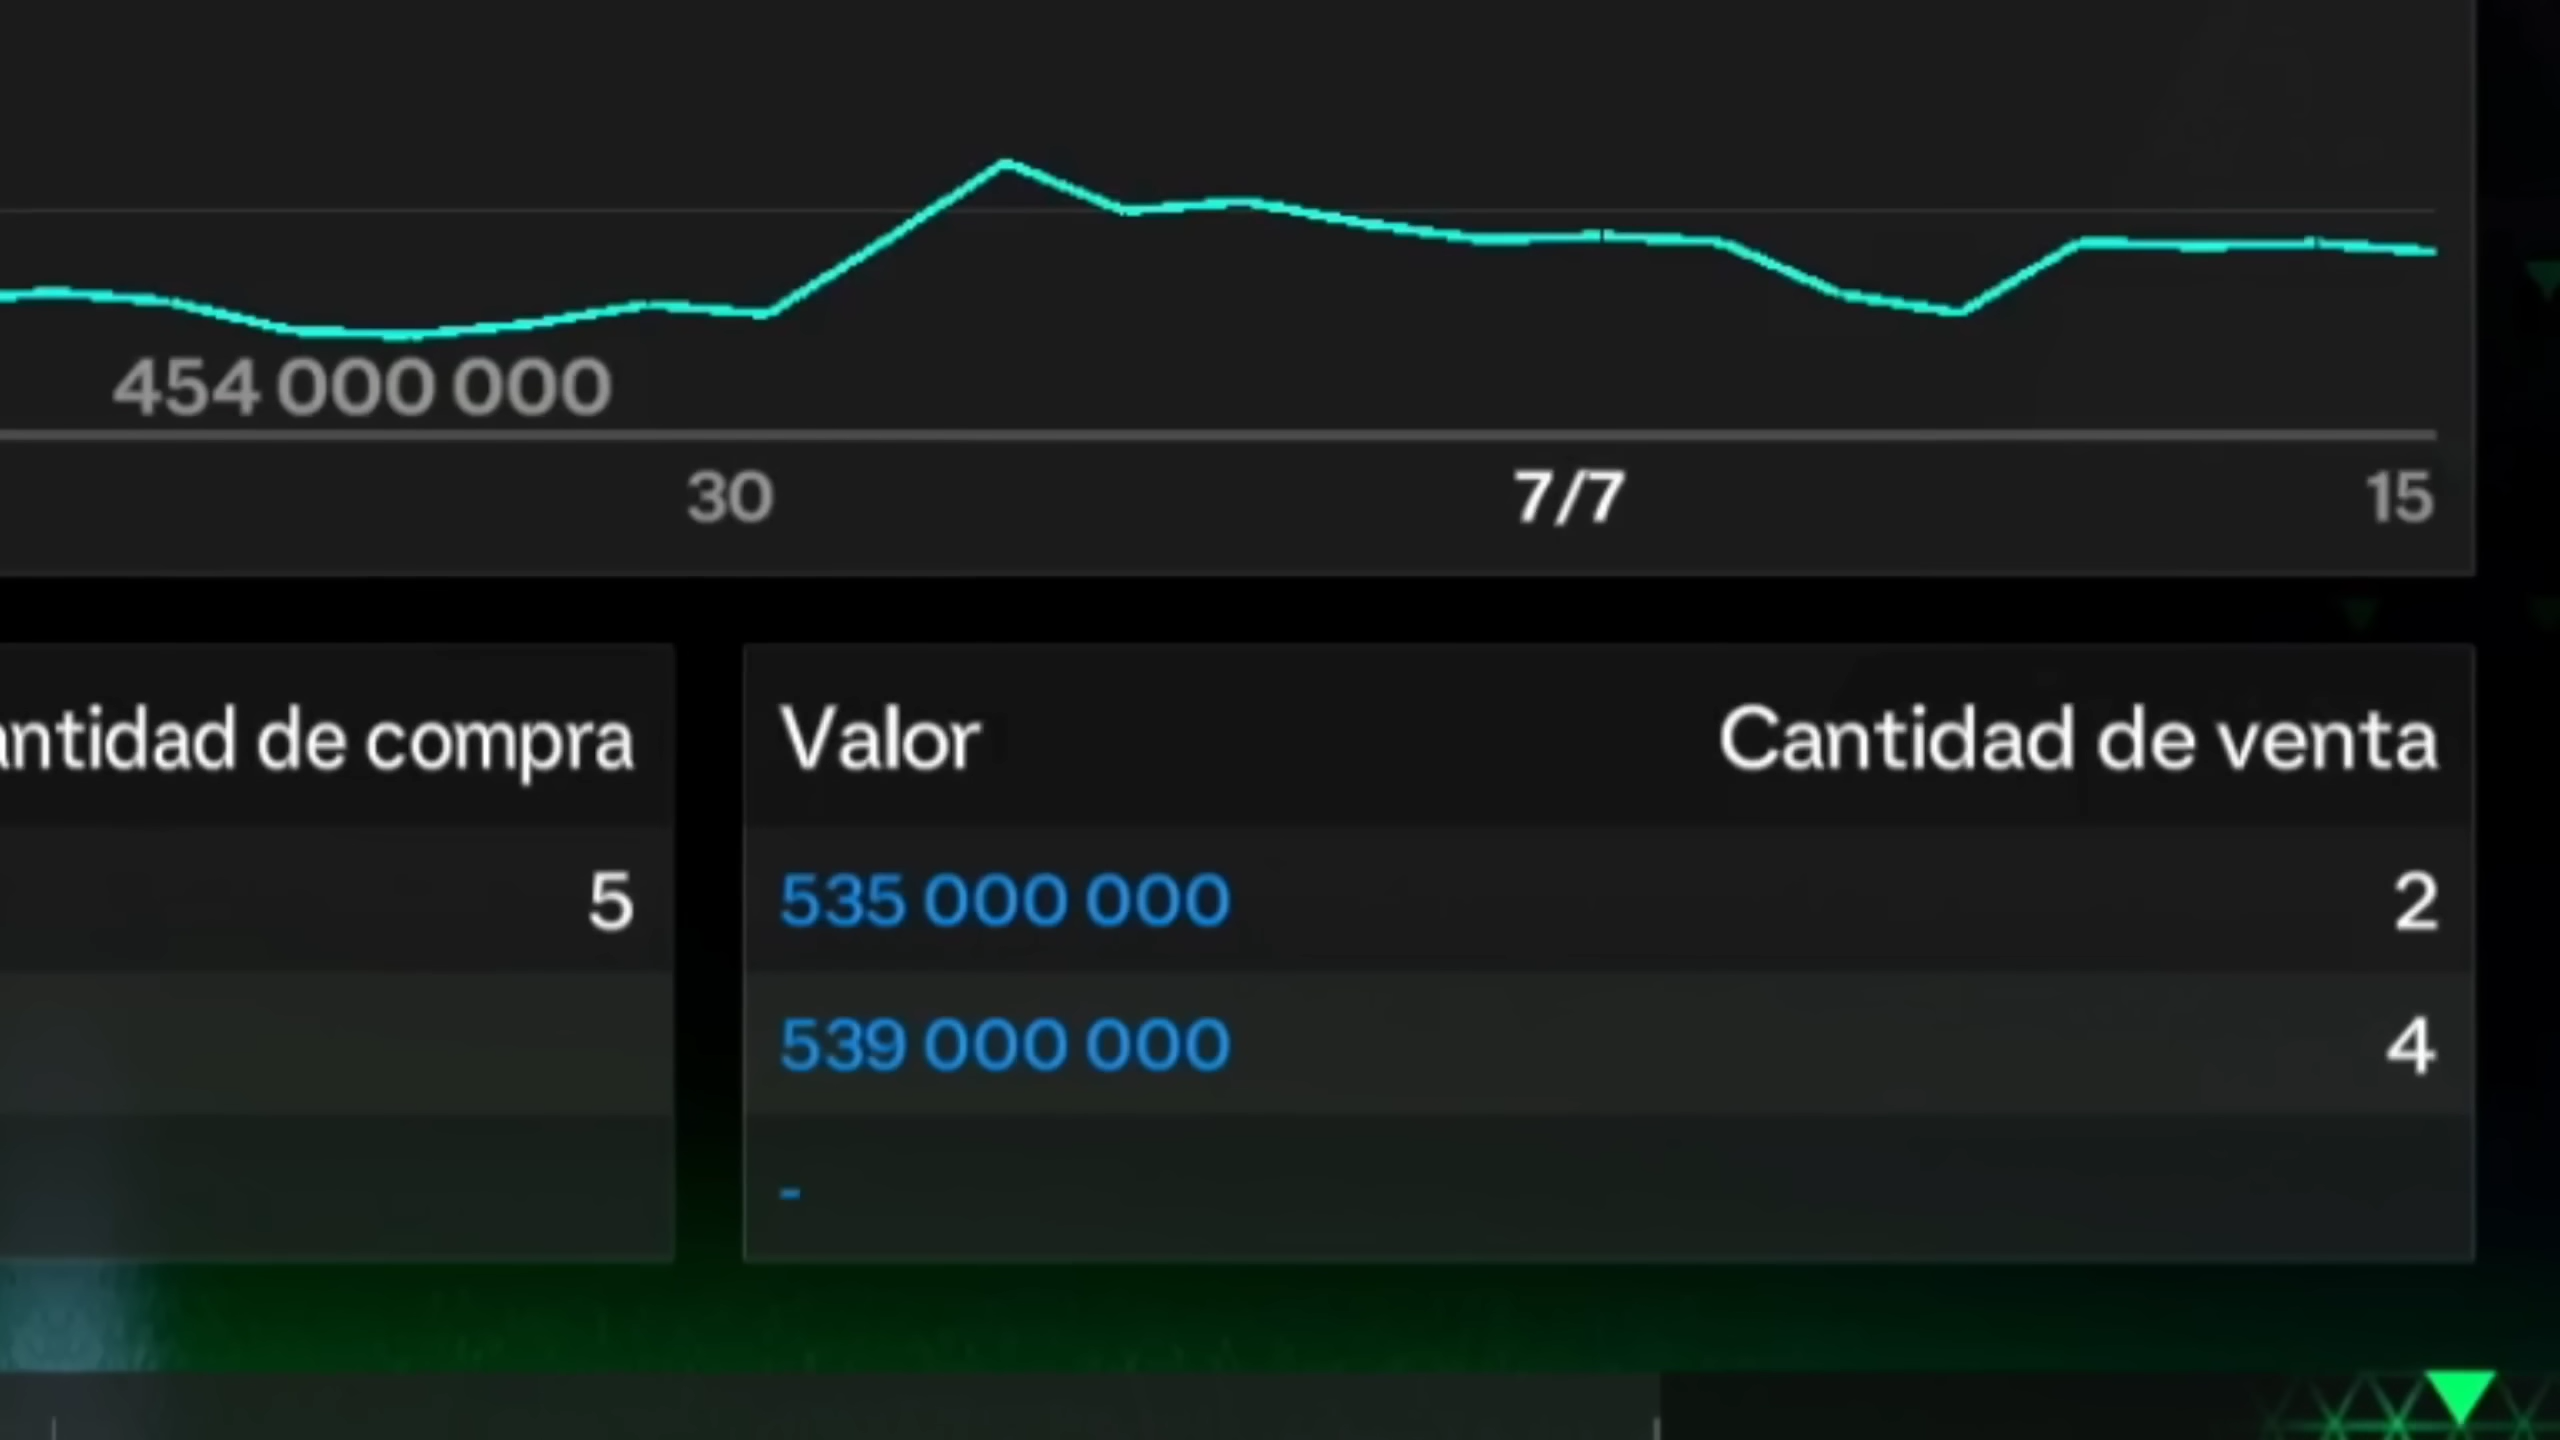 454 000 000
30 7/7 15
antidad de compra
5
Valor Cantidad de venta
535 000 000 2
539 000 000 4
-